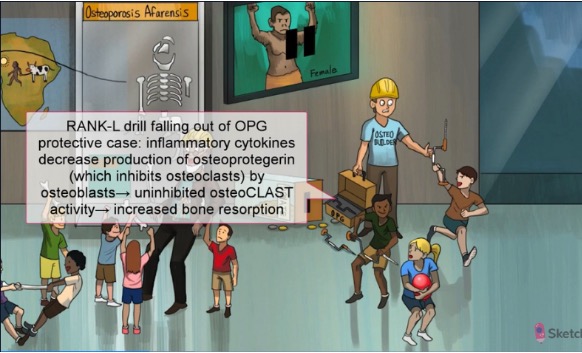 Osteoporosis Afarensis
Female
RANK-L drill falling out of OPG
protective case: inflammatory cytokines
decrease production of osteoprotegerin
(which inhibits osteoclasts) by
osteoblasts→ uninhibited osteoCLAST
activity→ increased bone resorption
OSTEO
BUILDER
OPG
Sketch